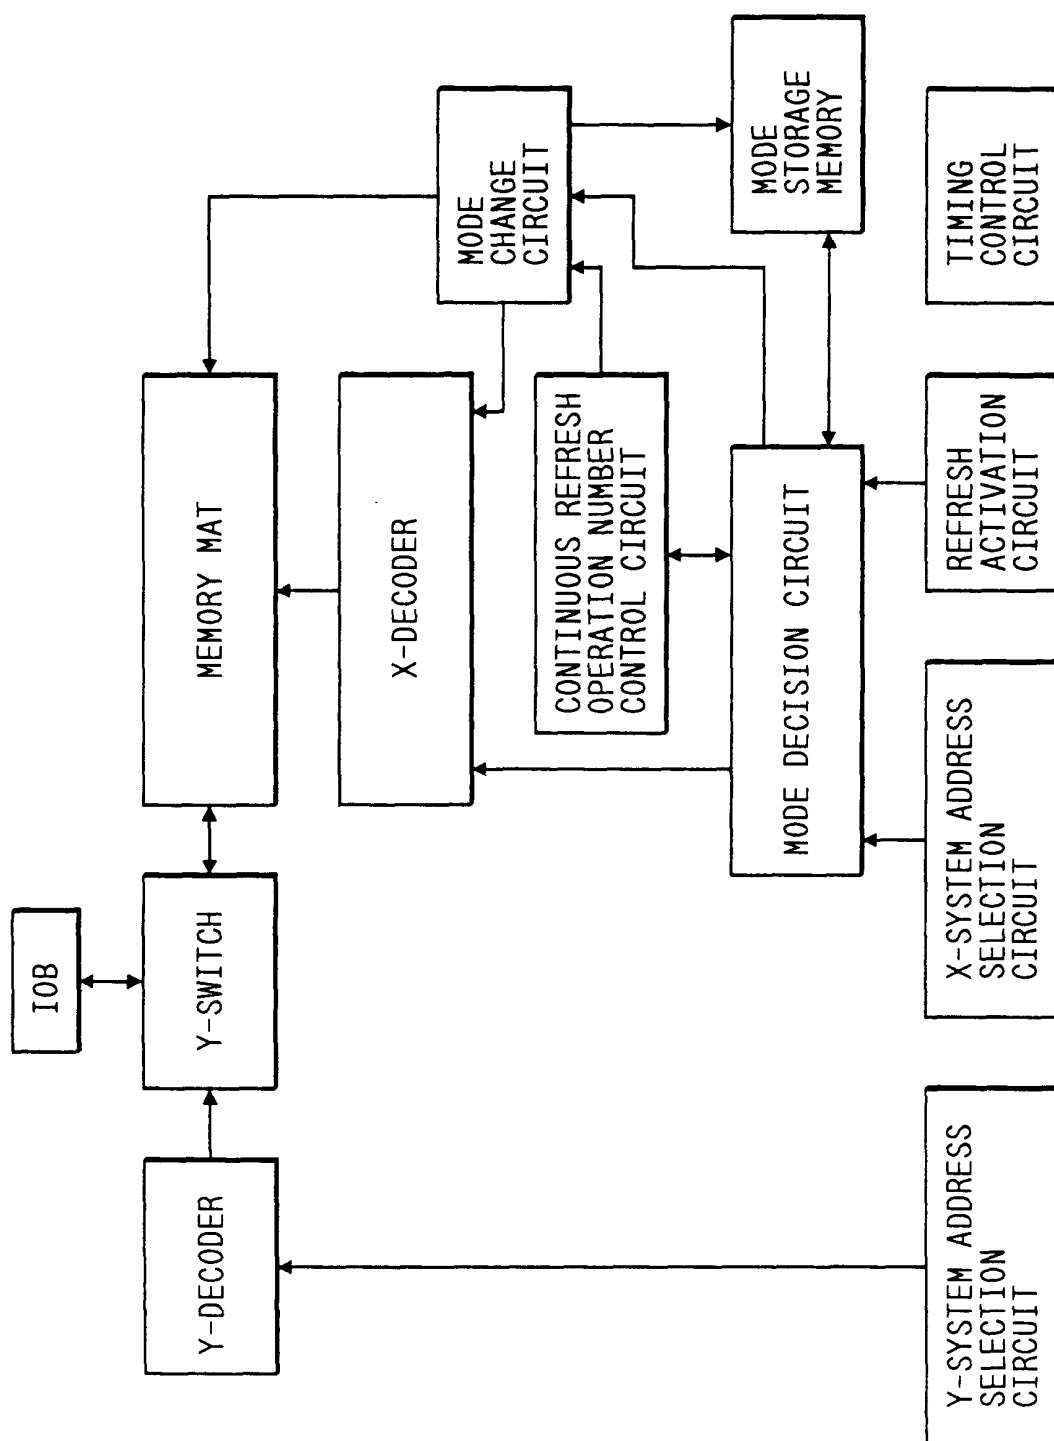 IOB
Y-DECODER
Y-SWITCH
MEMORY MAT
X-DECODER
MODE
CHANGE
CIRCUIT
CONTINUOUS REFRESH
OPERATION NUMBER
CONTROL CIRCUIT
MODE DECISION CIRCUIT
MODE
STORAGE
MEMORY
Y-SYSTEM ADDRESS
SELECTION
CIRCUIT
X-SYSTEM ADDRESS
SELECTION
CIRCUIT
REFRESH
ACTIVATION
CIRCUIT
TIMING
CONTROL
CIRCUIT